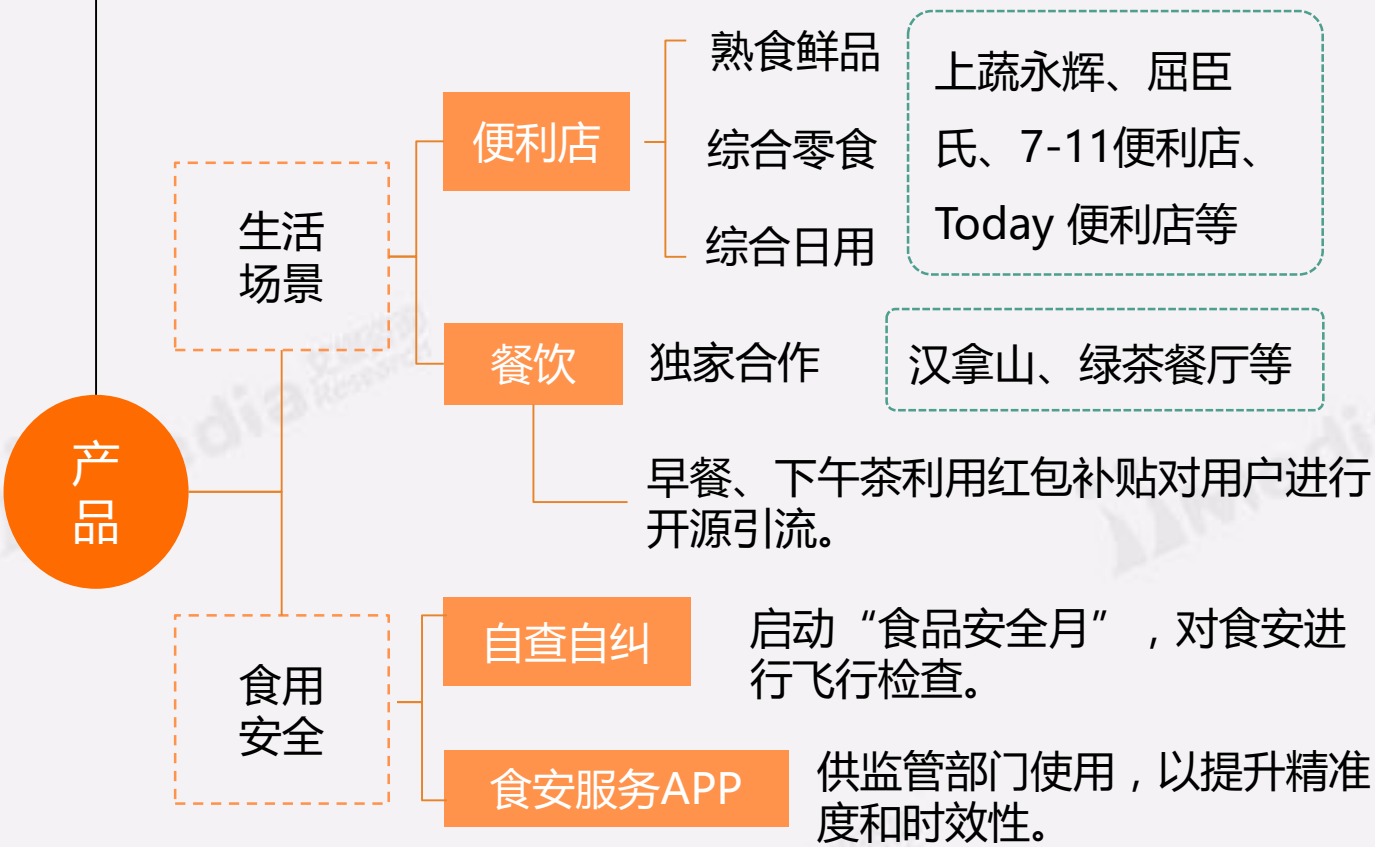 产
品
生活
场景
便利店
熟食鲜品
综合零食
综合日用
上蔬永辉、屈臣
氏、7-11便利店、
Today 便利店等
餐饮
独家合作
汉拿山、绿茶餐厅等
早餐、下午茶利用红包补贴对用户进行
开源引流。
食用
安全
自查自纠
启动“食品安全月”，对食安进
行飞行检查。
食安服务APP
供监管部门使用，以提升精准
度和时效性。
艾媒咨询
Research